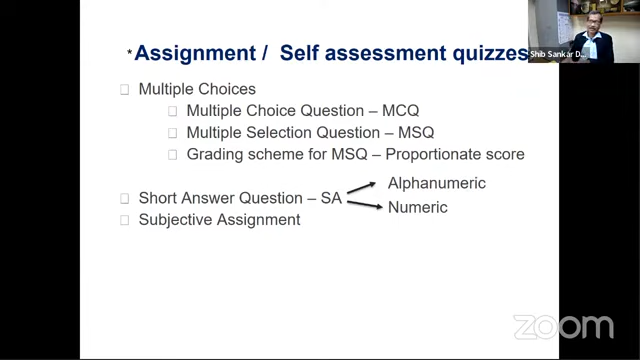 *Assignment / Self assessment quizzes
Shib Sankar D...
Multiple Choices
Multiple Choice Question – MCQ
Multiple Selection Question – MSQ
Grading scheme for MSQ – Proportionate score
Short Answer Question – SA
Alphanumeric
Numeric
Subjective Assignment
zoom